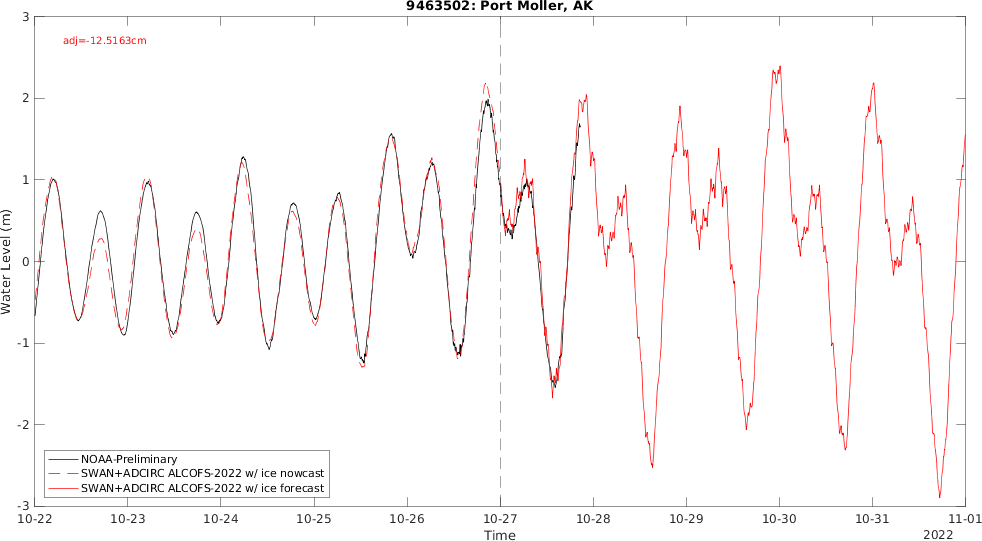 9463502: Port Moller, AK
adj=-12.5163cm
3
2
1
0
-1
-2
-3
Water Level (m)
NOAA-Preliminary
SWAN+ADCIRC ALCOFS-2022 w/ ice nowcast
SWAN+ADCIRC ALCOFS-2022 w/ ice forecast
10-22 10-23 10-24 10-25 10-26 10-27 10-28 10-29 10-30 10-31 11-01
Time
2022